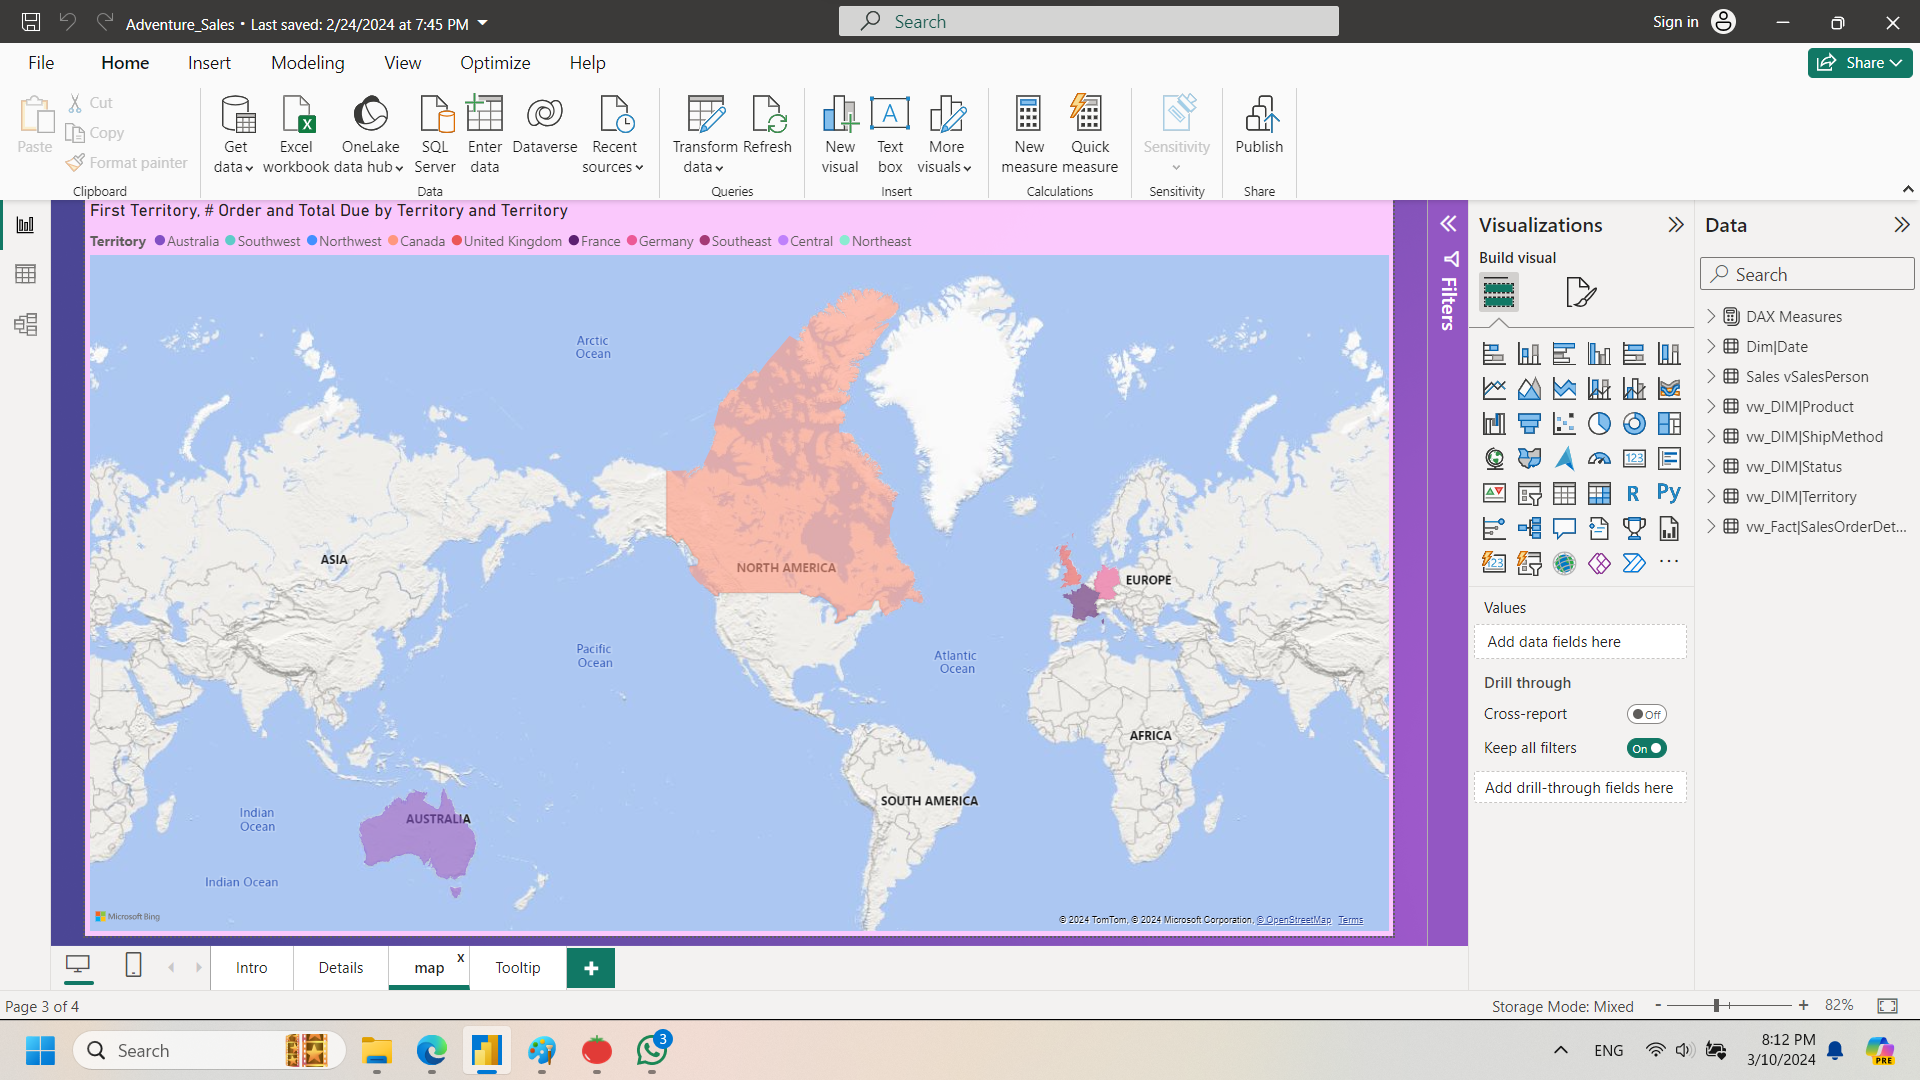 Adventure_Sales • Last saved: 2/24/2024 at 7:45 PM
Search
Sign in
File Home Insert Modeling View Optimize Help
Share
Paste
Cut
Copy
Format painter
Clipboard
Get data
Excel workbook
OneLake data hub
SQL Server
Enter data
Dataverse
Recent sources
Data
Transform data
Refresh
Queries
New visual
Text box
More visuals
Insert
New measure
Quick measure
Calculations
Sensitivity
Sensitivity
Publish
Share
First Territory, # Order and Total Due by Territory and Territory
Territory Australia Southwest Northwest Canada United Kingdom France Germany Southeast Central Northeast
Arctic
Ocean
ASIA
NORTH AMERICA
EUROPE
Pacific
Ocean
Atlantic
Ocean
AFRICA
SOUTH AMERICA
Indian
Ocean
AUSTRALIA
Indian Ocean
Microsoft Bing
© 2024 TomTom, © 2024 Microsoft Corporation, © OpenStreetMap Terms
Filters
Visualizations
Build visual
R
Py
123
123
Values
Add data fields here
Drill through
Cross-report
Off
Keep all filters
On
Add drill-through fields here
Data
Search
DAX Measures
Dim|Date
Sales vSalesPerson
vw_DIM|Product
vw_DIM|ShipMethod
vw_DIM|Status
vw_DIM|Territory
vw_Fact|SalesOrderDet...
Intro
Details
map
x
Tooltip
+
Page 3 of 4
Storage Mode: Mixed
- + 82%
Search
3
ENG
8:12 PM
3/10/2024
PRE